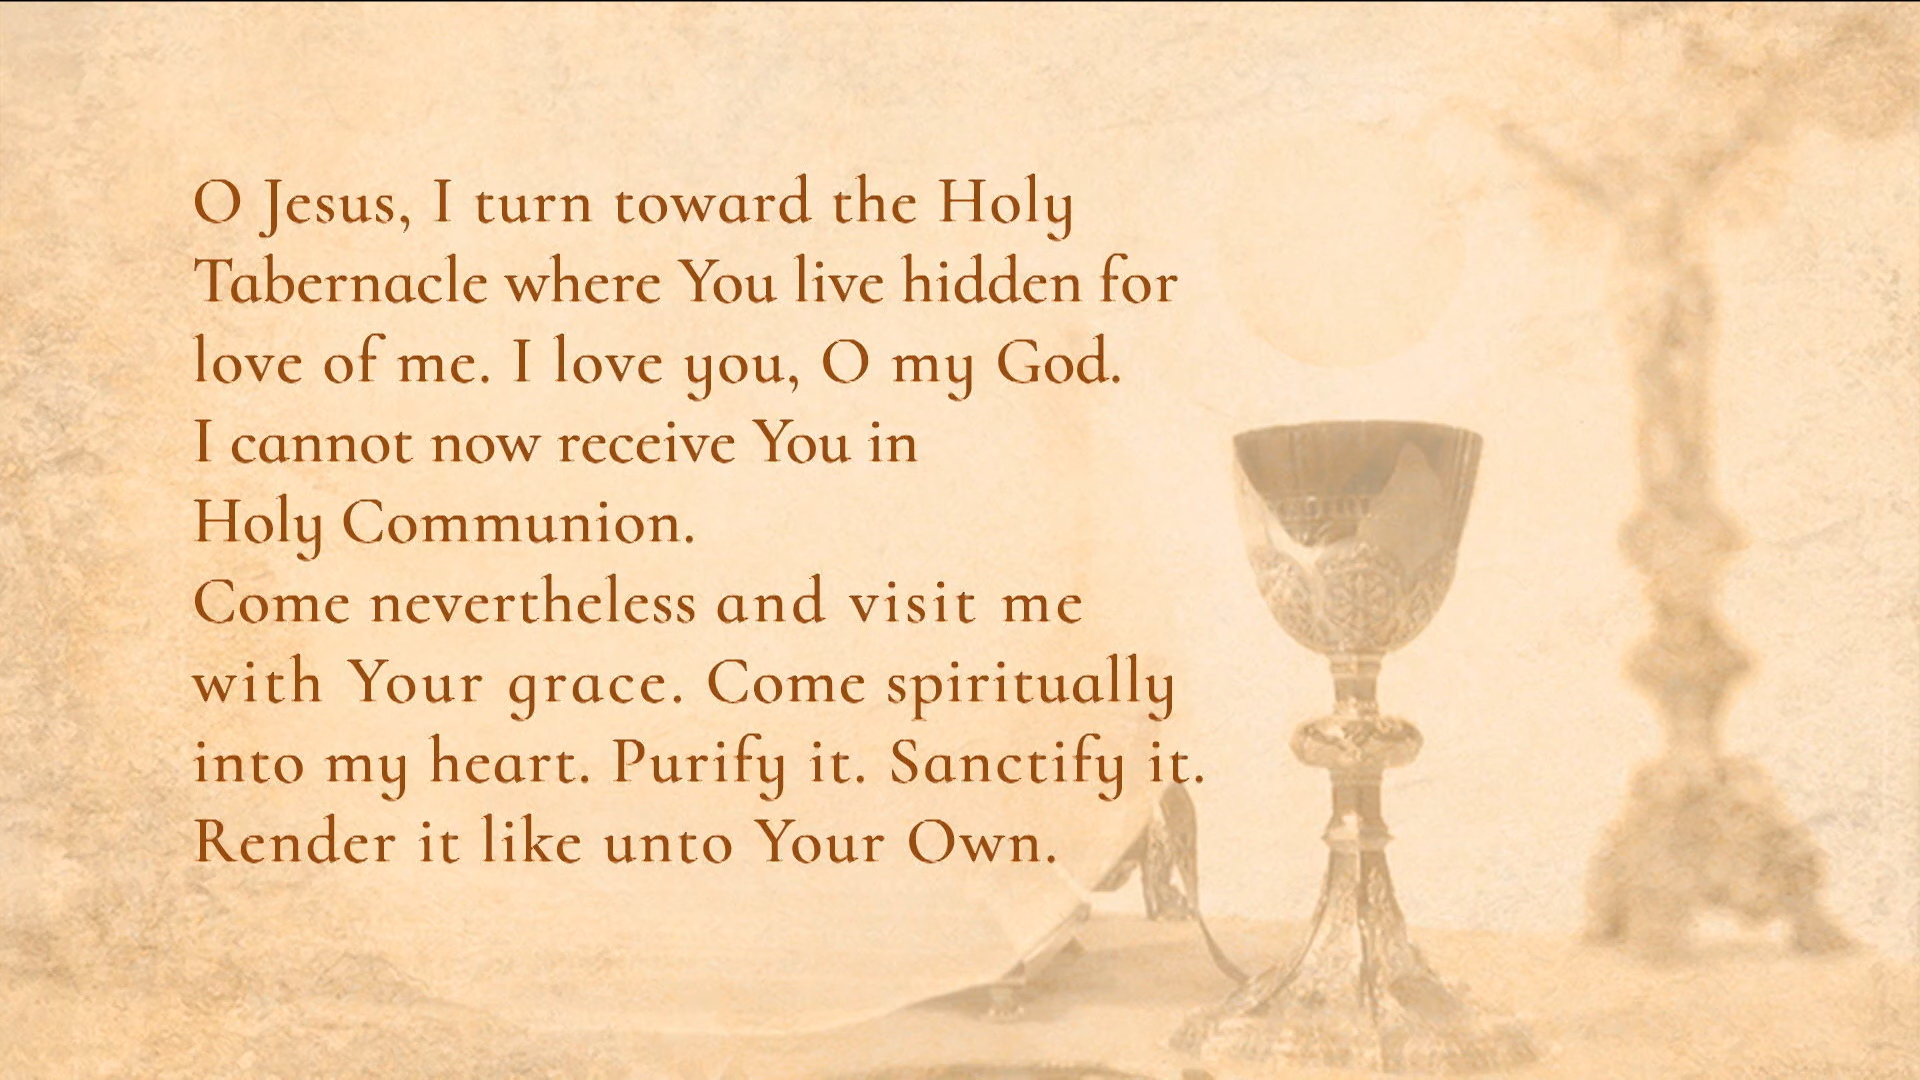 O Jesus, I turn toward the Holy
Tabernacle where You live hidden for
love of me. I love you, O my God.
I cannot now receive You in
Holy Communion.
Come nevertheless and visit me
with Your grace. Come spiritually
into my heart. Purify it. Sanctify it.
Render it like unto Your Own.